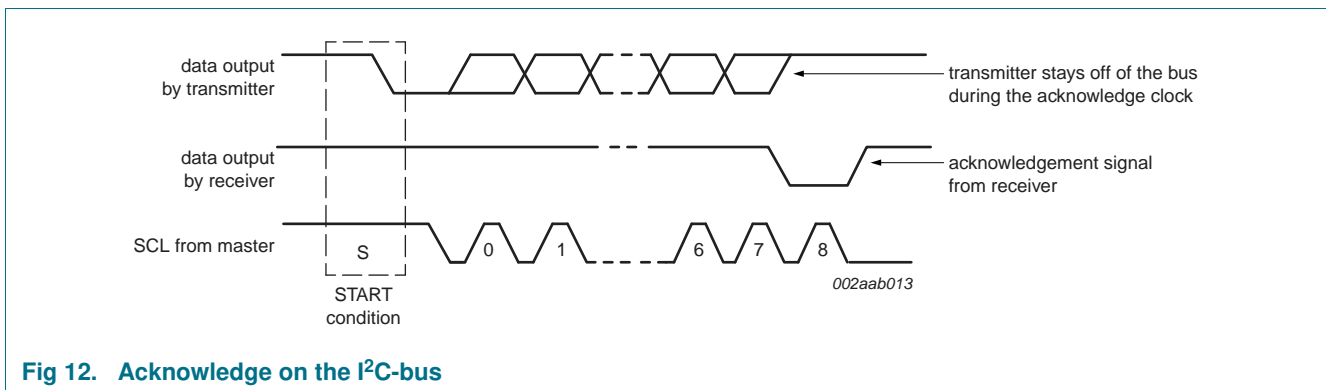 data output
by transmitter
transmitter stays off of the bus
during the acknowledge clock
data output
by receiver
acknowledgement signal
from receiver
SCL from master
S
0
1
6
7
8
002aab013
START
condition
Fig 12. Acknowledge on the I²C-bus